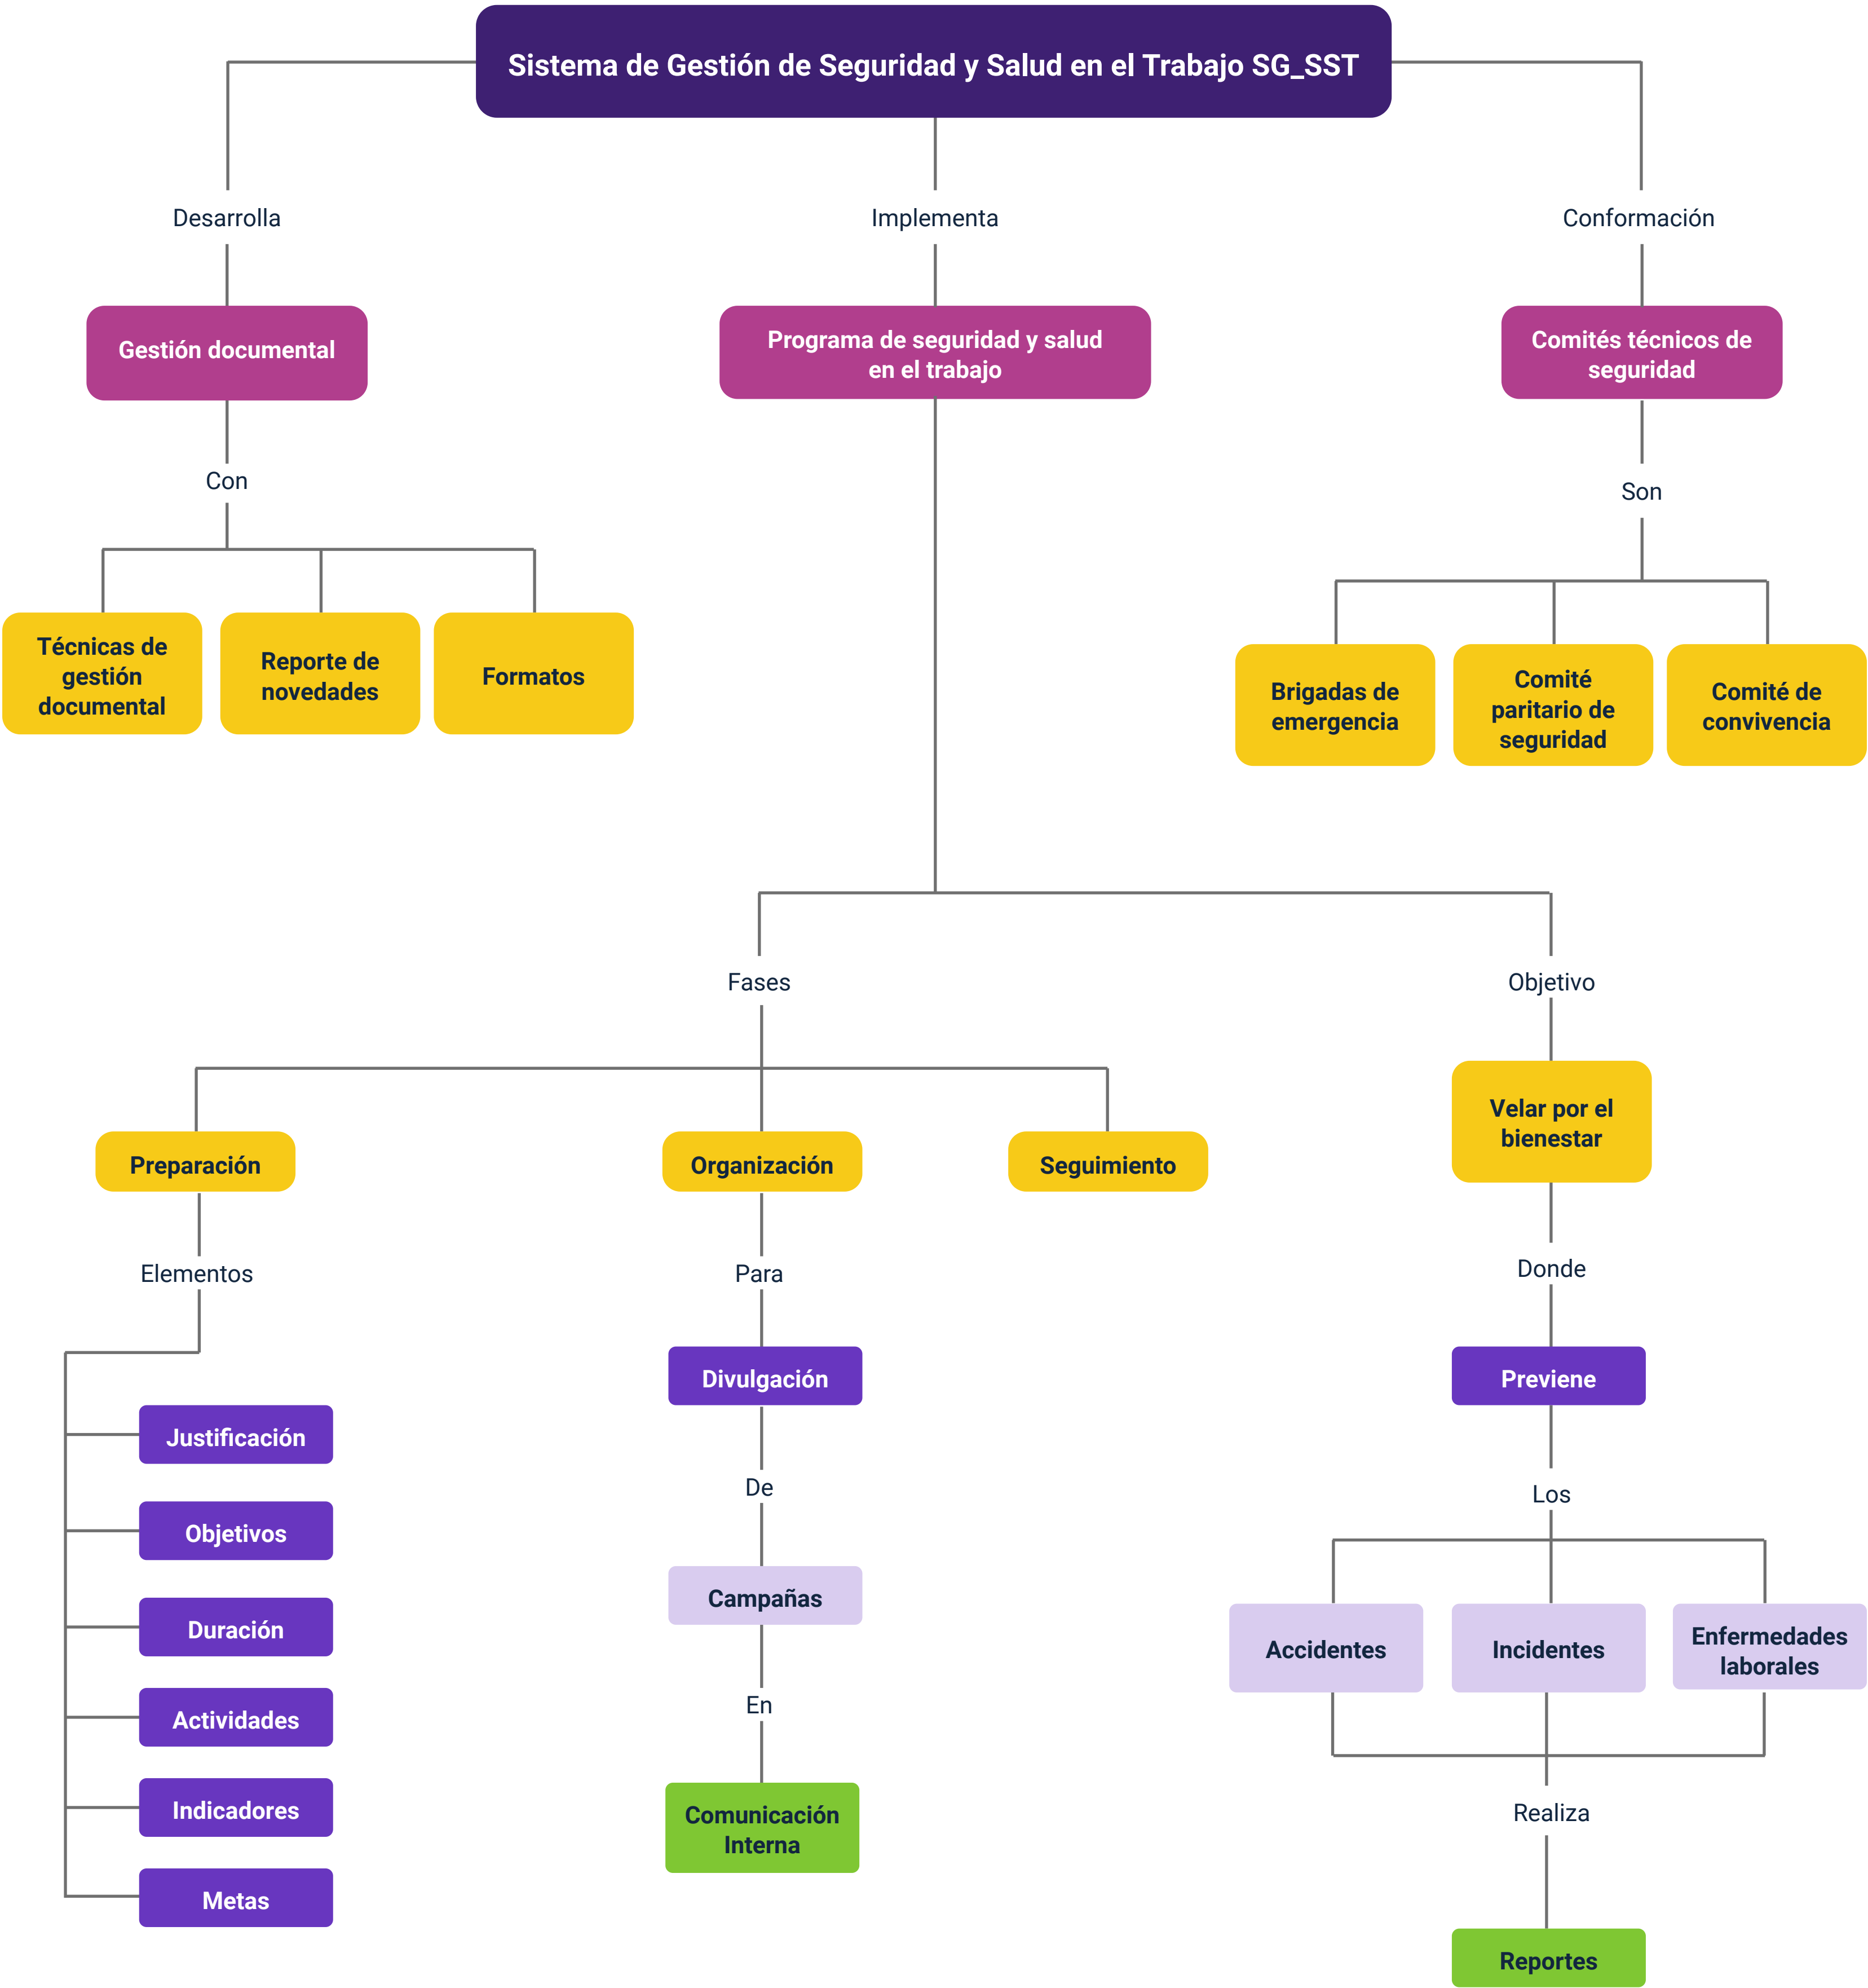 Sistema de Gestión de Seguridad y Salud en el Trabajo SG_SST
Desarrolla
Implementa
Conformación
Gestión documental
Programa de seguridad y salud
en el trabajo
Comités técnicos de
seguridad
Con
Son
Técnicas de
gestión
documental
Reporte de
novedades
Formatos
Brigadas de
emergencia
Comité
paritario de
seguridad
Comité de
convivencia
Fases
Objetivo
Preparación
Organización
Seguimiento
Velar por el
bienestar
Elementos
Para
Donde
Divulgación
Previene
Justificación
Objetivos
Duración
Actividades
Indicadores
Metas
De
Campañas
En
Comunicación
Interna
Los
Accidentes
Incidentes
Enfermedades
laborales
Realiza
Reportes